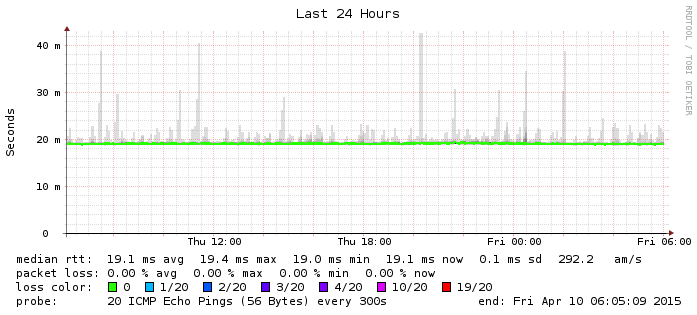 Last 24 Hours
RRDTOOL / TOBI OETIKER
Seconds
40 m
30 m
20 m
10 m
0
Thu 12:00 Thu 18:00 Fri 00:00 Fri 06:00
median rtt: 19.1 ms avg 19.4 ms max 19.0 ms min 19.1 ms now 0.1 ms sd 292.2 am/s
packet loss: 0.00 % avg 0.00 % max 0.00 % min 0.00 % now
loss color: 0 1/20 2/20 3/20 4/20 10/20 19/20
probe: 20 ICMP Echo Pings (56 Bytes) every 300s end: Fri Apr 10 06:05:09 2015